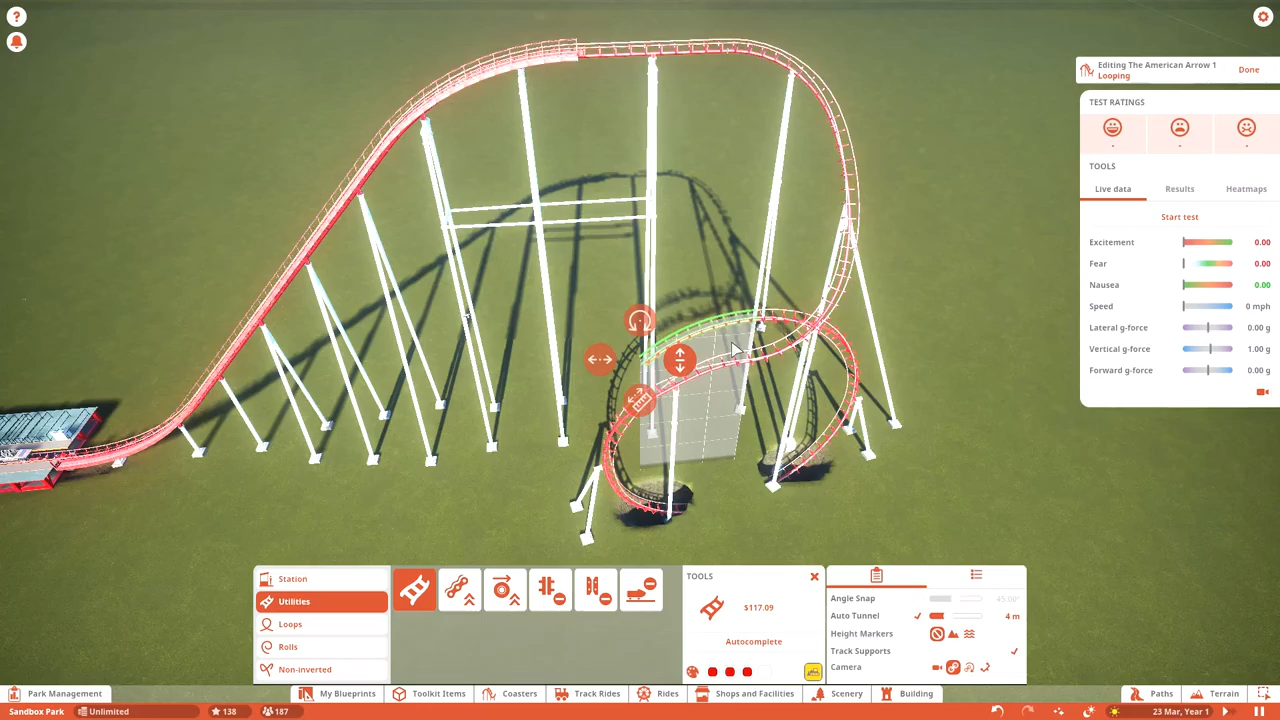 Editing The American Arrow 1
Looping
Done
TEST RATINGS
- - -
TOOLS
Live data Results Heatmaps
Start test
Excitement 0.00
Fear 0.00
Nausea 0.00
Speed 0 mph
Lateral g-force 0.00 g
Vertical g-force 1.00 g
Forward g-force 0.00 g
Station
Utilities
Loops
Rolls
Non-inverted
TOOLS
$117.09
Autocomplete
Angle Snap 45.00°
Auto Tunnel 4 m
Height Markers
Track Supports
Camera
Park Management My Blueprints Toolkit Items Coasters Track Rides Rides Shops and Facilities Scenery Building Paths Terrain
Sandbox Park Unlimited 138 187 23 Mar, Year 1